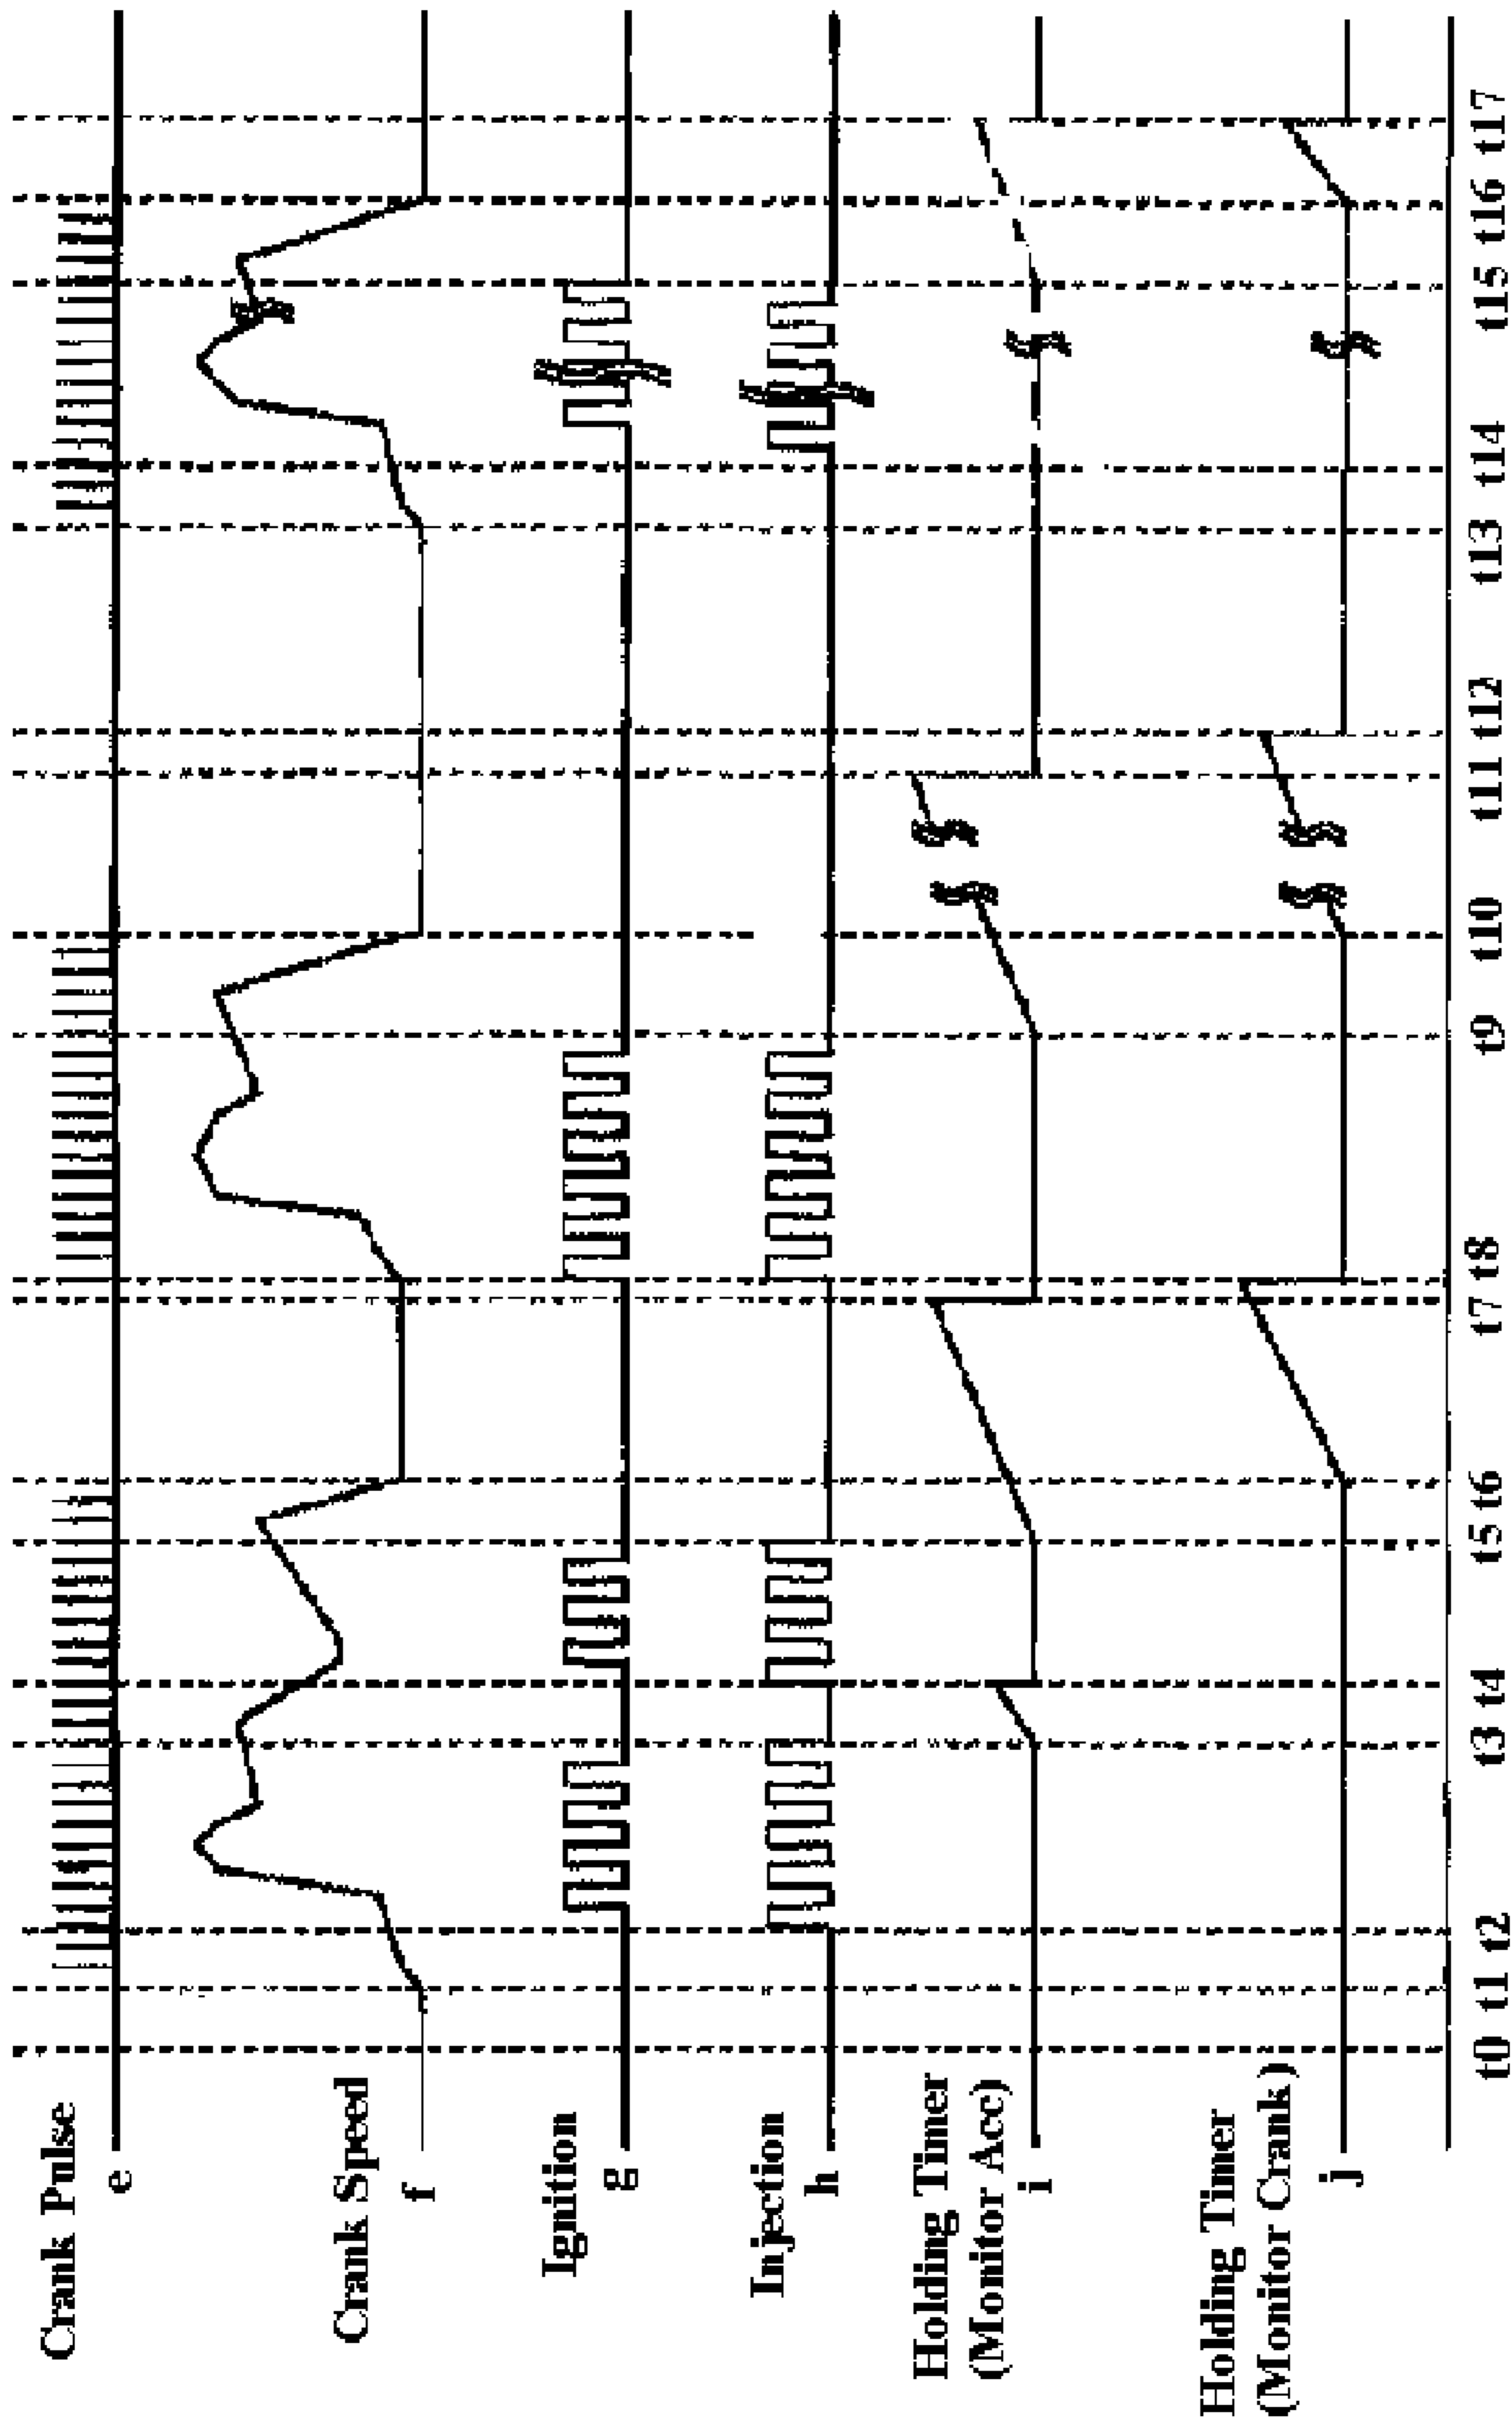 Crank Pulse
e
Crank Speed
f
Ignition
g
Injection
h
Holding Timer
(Monitor Acc)
i
Holding Timer
(Monitor Crank)
j
t0 t1 t2 t3 t4 t5 t6 t7 t8 t9 t10 t11 t12 t13 t14 t15 t16 t17